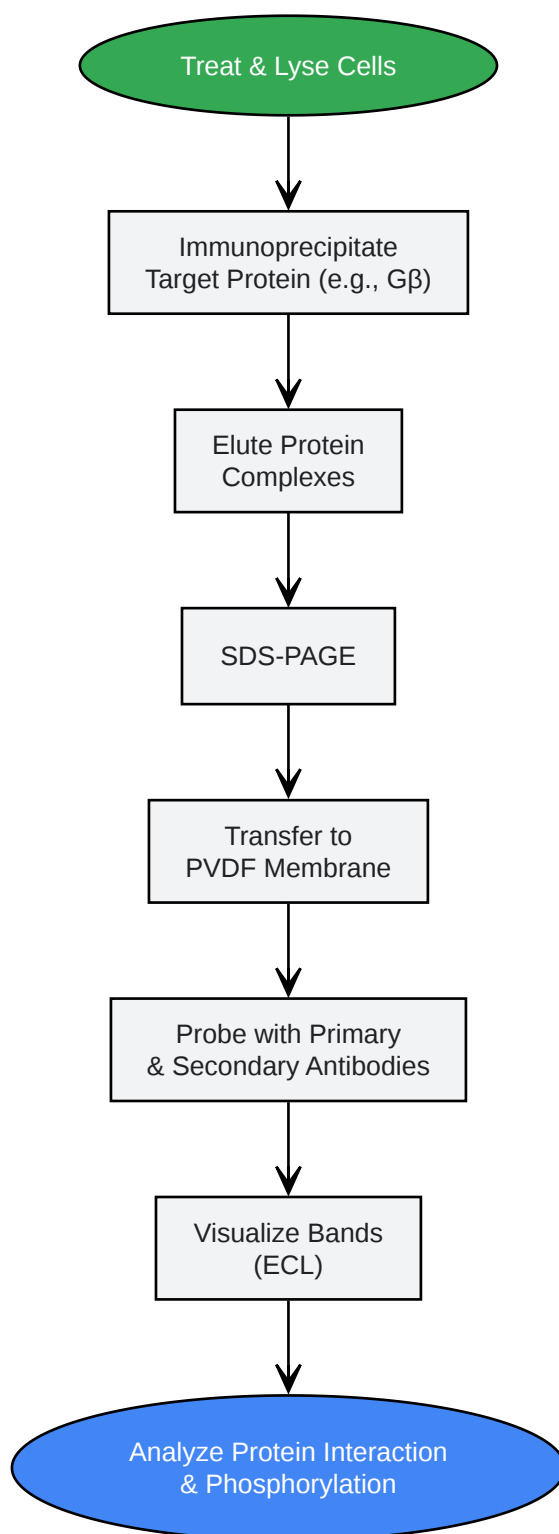 Treat & Lyse Cells
Immunoprecipitate
Target Protein (e.g., Gβ)
Elute Protein
Complexes
SDS-PAGE
Transfer to
PVDF Membrane
Probe with Primary
& Secondary Antibodies
Visualize Bands
(ECL)
Analyze Protein Interaction
& Phosphorylation